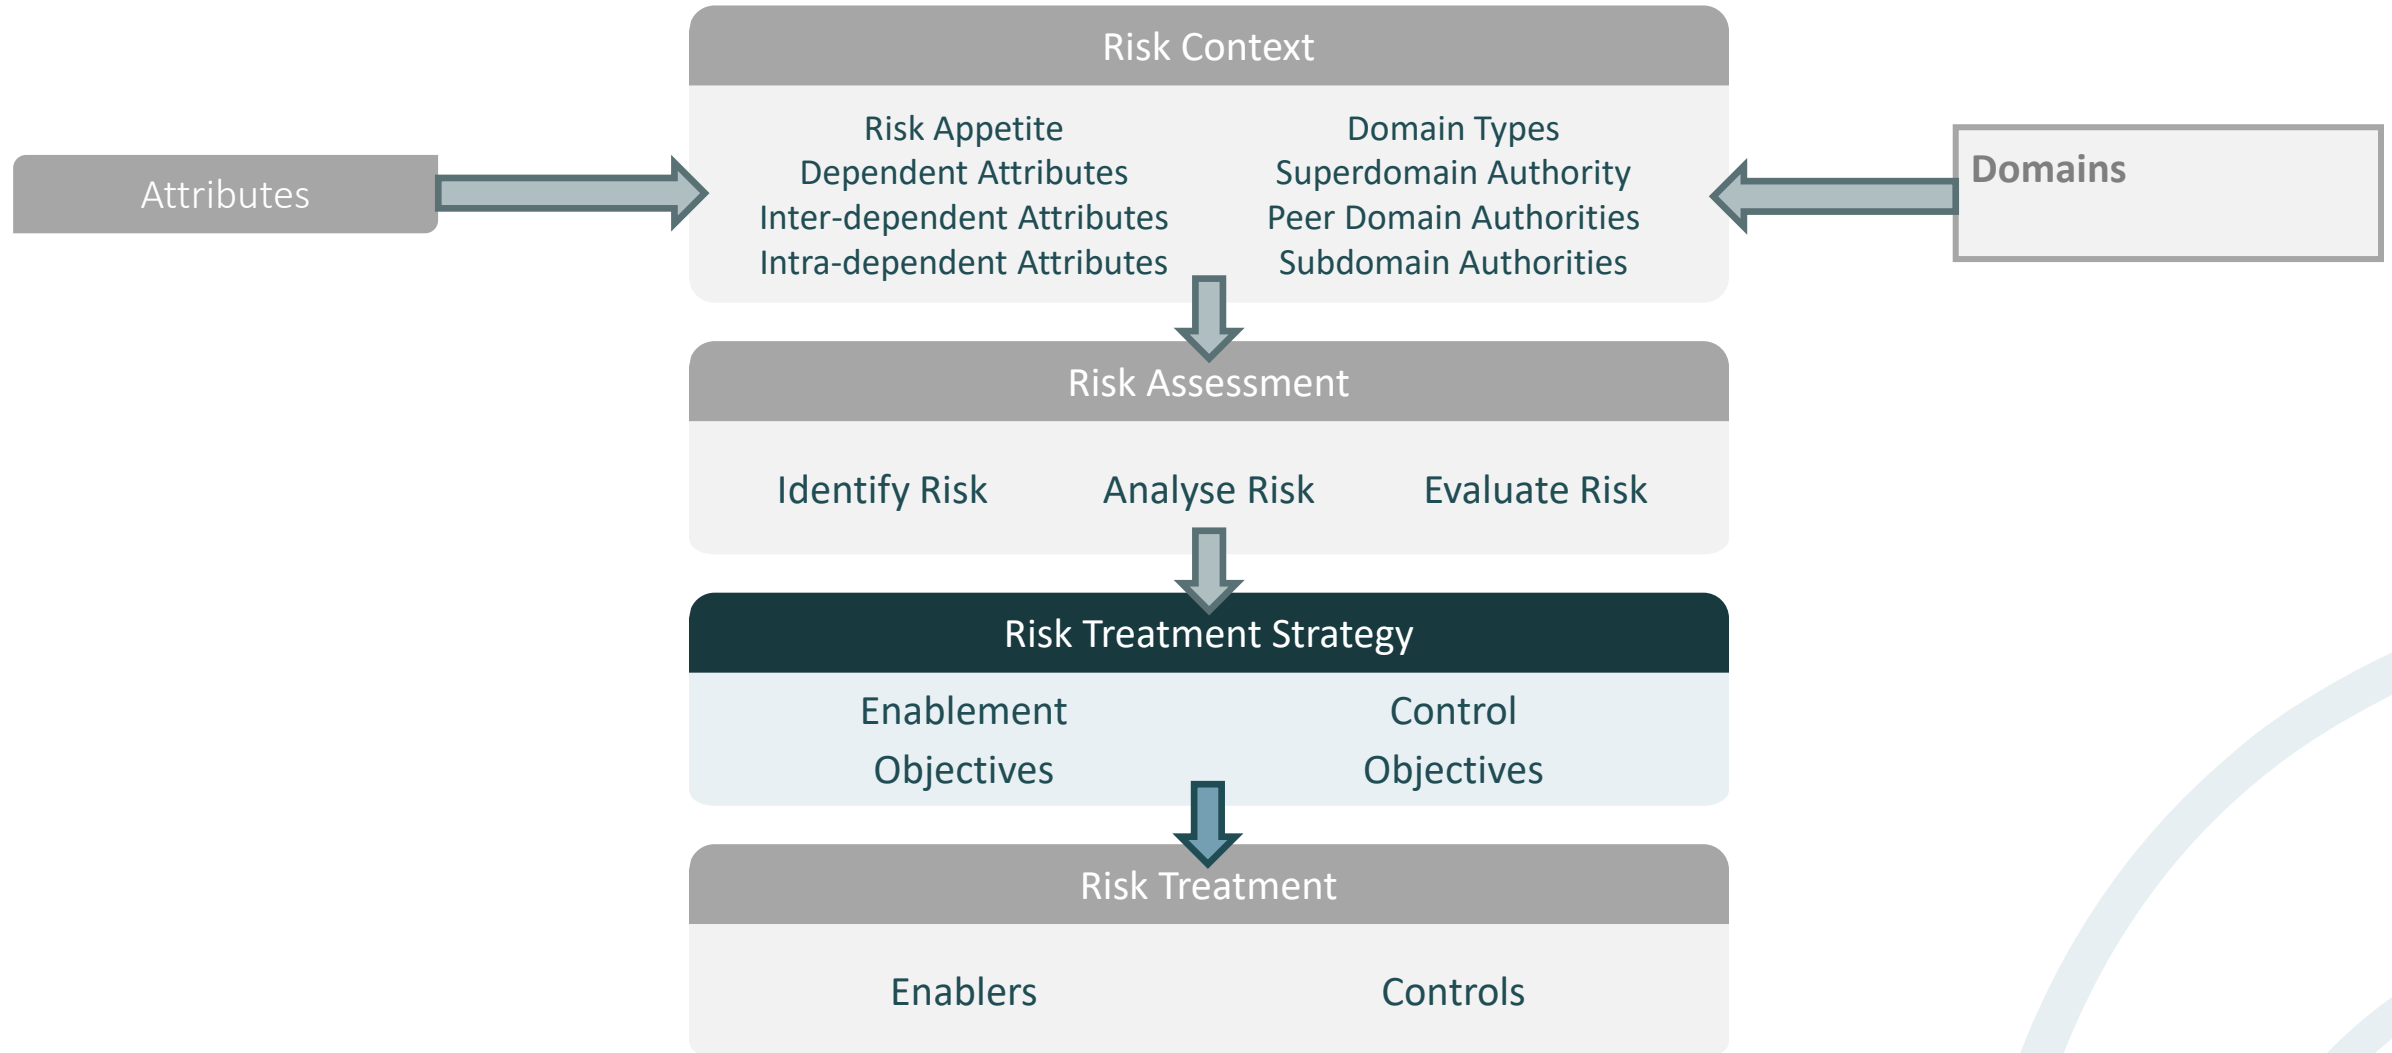 Risk Context
Attributes
Risk Appetite
Dependent Attributes
Inter-dependent Attributes
Intra-dependent Attributes
Domain Types
Superdomain Authority
Peer Domain Authorities
Subdomain Authorities
Domains
Risk Assessment
Identify Risk
Analyse Risk
Evaluate Risk
Risk Treatment Strategy
Enablement
Objectives
Control
Objectives
Risk Treatment
Enablers
Controls